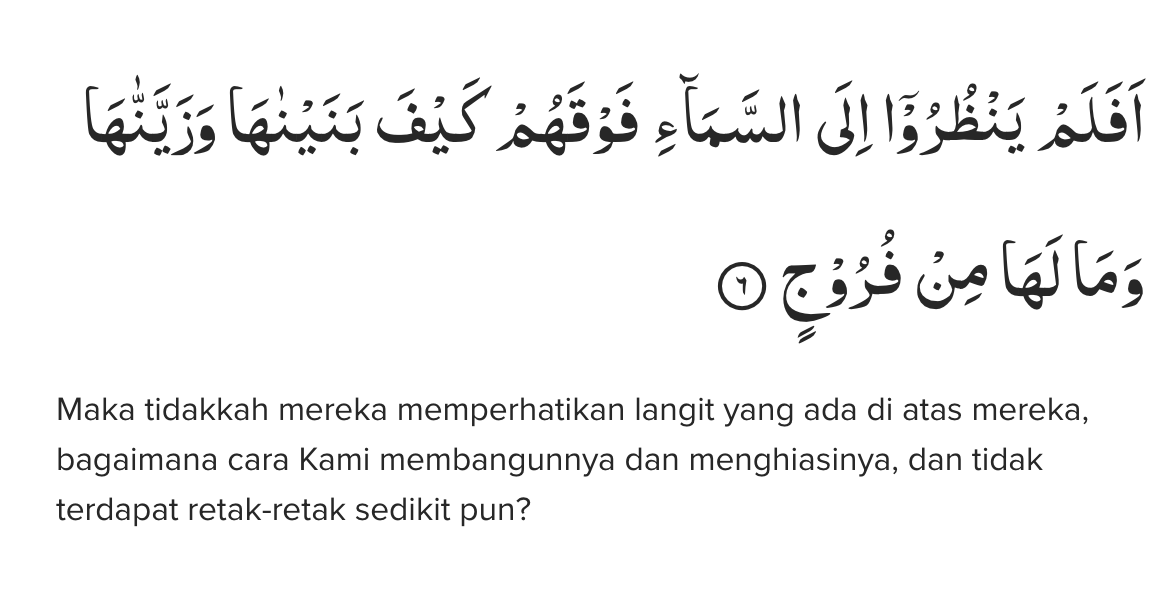 اَفَلَمْ يَنْظُرُوْٓا اِلَى السَّمَاۤءِ فَوْقَهُمْ كَيْفَ بَنَيْنٰهَا وَزَيَّنّٰهَا
وَمَا لَهَا مِنْ فُرُوْجٍ ٦
Maka tidakkah mereka memperhatikan langit yang ada di atas mereka,
bagaimana cara Kami membangunnya dan menghiasinya, dan tidak
terdapat retak-retak sedikit pun?